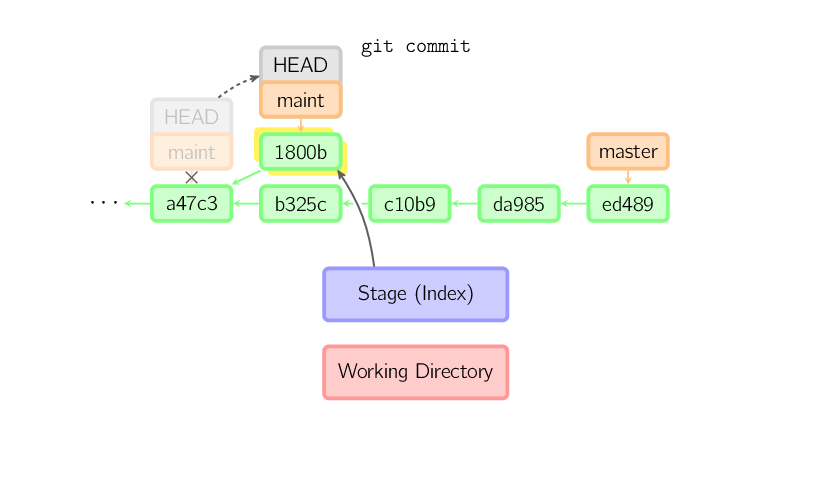 git commit
HEAD
maint
HEAD
maint
1800b
master
... a47c3 b325c c10b9 da985 ed489
Stage (Index)
Working Directory